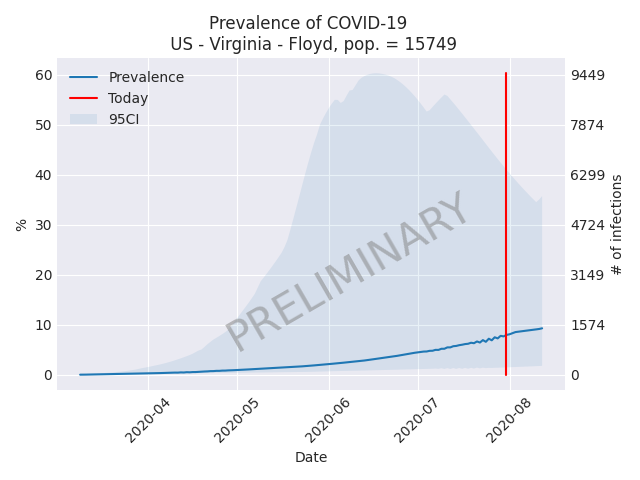 Prevalence of COVID-19
US - Virginia - Floyd, pop. = 15749
Prevalence
Today
95CI
60
50
40
30
20
10
0
%
9449
7874
6299
4724
3149
1574
0
# of infections
PRELIMINARY
2020-04
2020-05
2020-06
2020-07
2020-08
Date